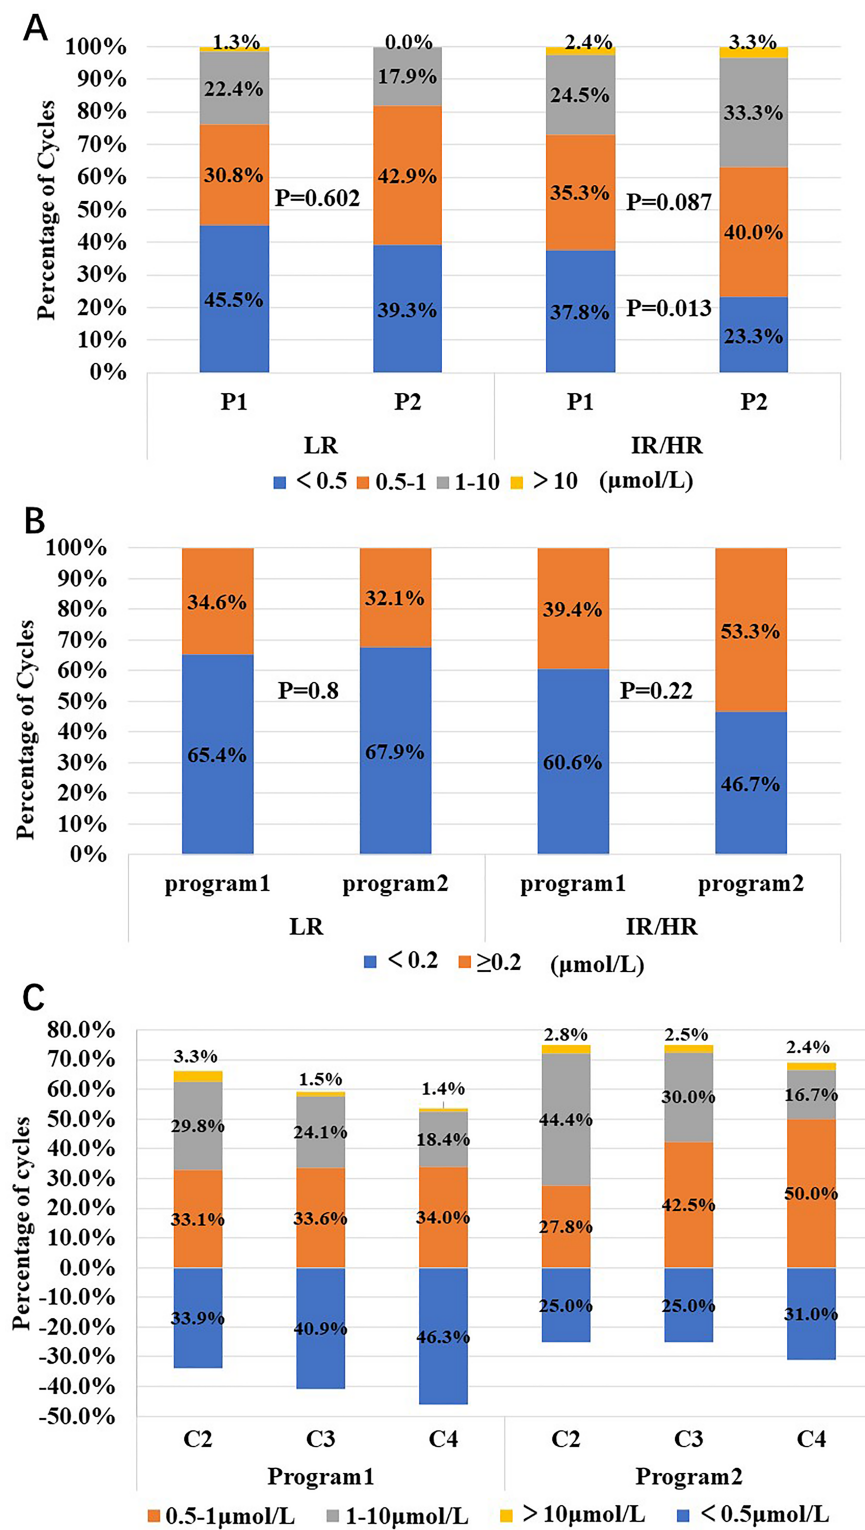 A
Percentage of Cycles
100%
90%
80%
70%
60%
50%
40%
30%
20%
10%
0%
1.3% 0.0% 2.4% 3.3%
22.4% 17.9% 24.5% 33.3%
30.8% 42.9% 35.3% 40.0%
45.5% 39.3% 37.8% 23.3%
P=0.602 P=0.087
P=0.013
P1 P2 P1 P2
LR IR/HR
<0.5 0.5-1 1-10 >10 (μmol/L)
B
Percentage of Cycles
100%
90%
80%
70%
60%
50%
40%
30%
20%
10%
0%
34.6% 32.1% 39.4% 53.3%
P=0.8 P=0.22
65.4% 67.9% 60.6% 46.7%
program1 program2 program1 program2
LR IR/HR
<0.2 ≥0.2 (μmol/L)
C
Percentage of cycles
80.0%
70.0%
60.0%
50.0%
40.0%
30.0%
20.0%
10.0%
0.0%
-10.0%
-20.0%
-30.0%
-40.0%
-50.0%
3.3% 1.5% 1.4% 2.8% 2.5% 2.4%
29.8% 24.1% 18.4% 44.4% 30.0% 16.7%
33.1% 33.6% 34.0% 27.8% 42.5% 50.0%
33.9% 40.9% 46.3% 25.0% 25.0% 31.0%
C2 C3 C4 C2 C3 C4
Program1 Program2
0.5-1μmol/L 1-10μmol/L >10μmol/L <0.5μmol/L